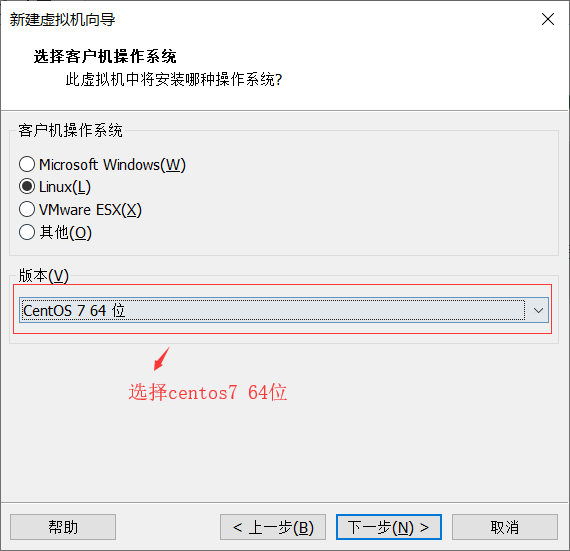 新建虚拟机向导
选择客户机操作系统
此虚拟机中将安装哪种操作系统?
客户机操作系统
Microsoft Windows(W)
Linux(L)
VMware ESX(X)
其他(O)
版本(V)
CentOS 7 64 位
选择centos7 64位
帮助
< 上一步(B)
下一步(N) >
取消